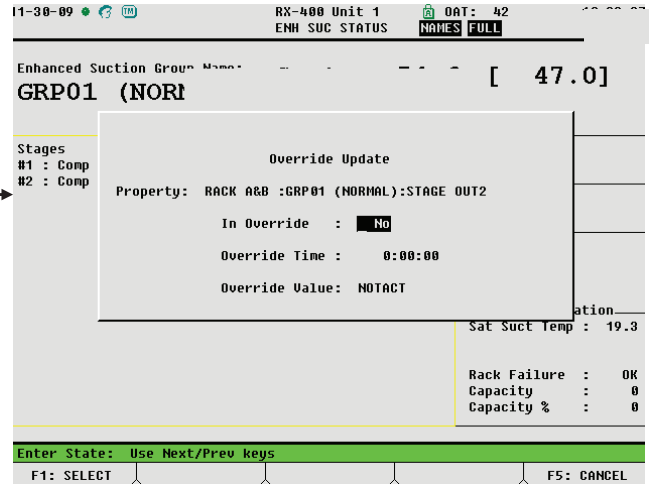 11-30-09 RX-400 Unit 1 OAT: 42
ENH SUC STATUS NAMES FULL
Enhanced Suction Group
GRP01 (NOR [ 47.0]
Stages
#1 : Comp
#2 : Comp
Override Update
Property: RACK A&B :GRP01 (NORMAL):STAGE OUT2
In Override : No
Override Time : 0:00:00
Override Value: NOTACT
Sat Suct Temp : 19.3
Rack Failure : OK
Capacity : 0
Capacity % : 0
Enter State: Use Next/Prev keys
F1: SELECT F5: CANCEL